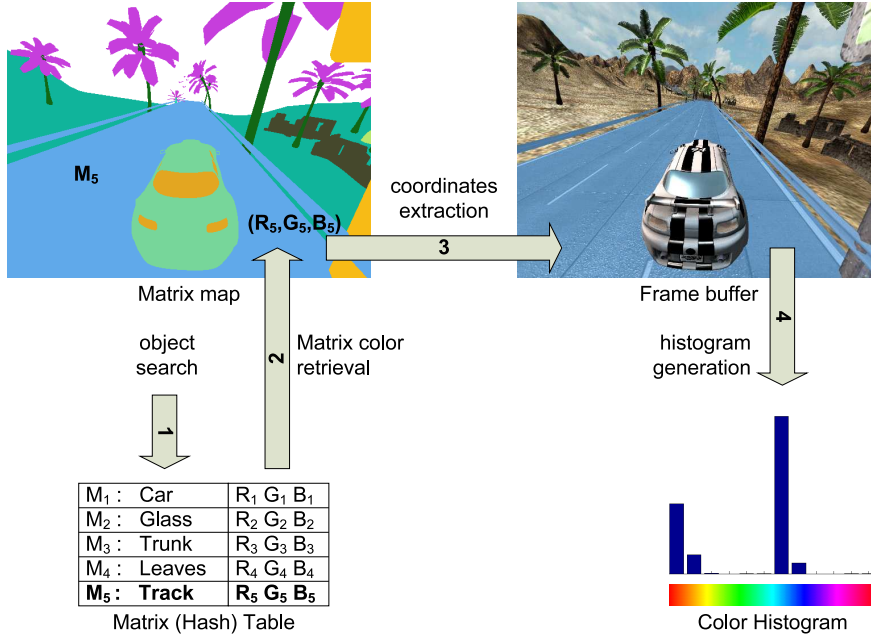 M₅
(R₅,G₅,B₅)
coordinates
extraction
3
Matrix map
Frame buffer
object
search
1
2
Matrix color
retrieval
4
histogram
generation
M₁ : Car R₁ G₁ B₁
M₂ : Glass R₂ G₂ B₂
M₃ : Trunk R₃ G₃ B₃
M₄ : Leaves R₄ G₄ B₄
M₅ : Track R₅ G₅ B₅
Matrix (Hash) Table
Color Histogram